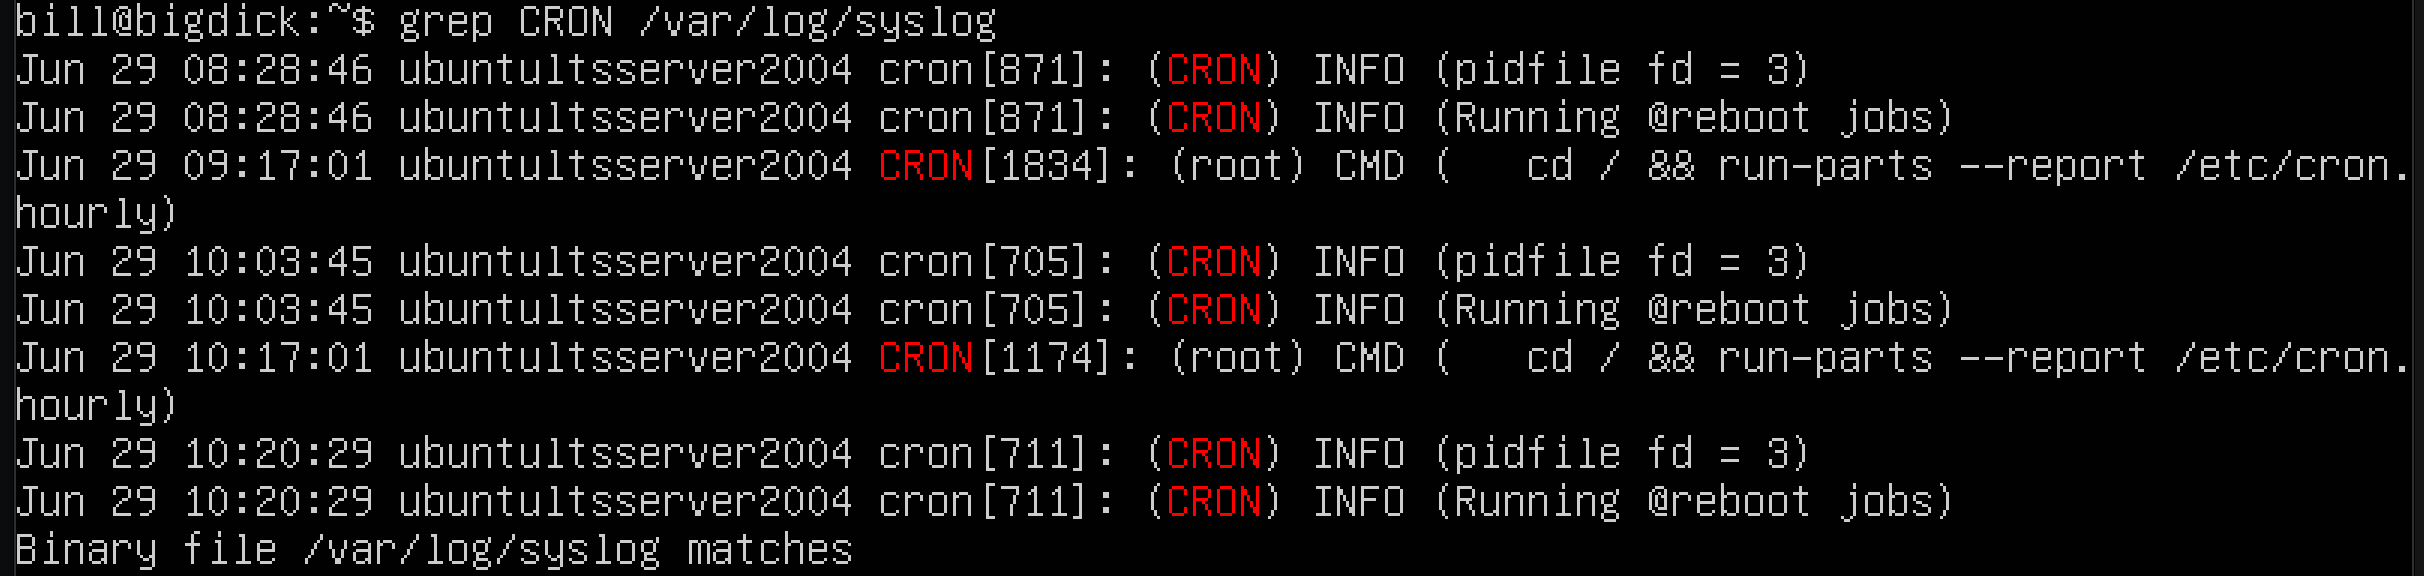 bill@bigdick:~$ grep CRON /var/log/syslog
Jun 29 08:28:46 ubuntultsserver2004 cron[871]: (CRON) INFO (pidfile fd = 3)
Jun 29 08:28:46 ubuntultsserver2004 cron[871]: (CRON) INFO (Running @reboot jobs)
Jun 29 09:17:01 ubuntultsserver2004 CRON[1834]: (root) CMD (   cd / && run-parts --report /etc/cron.
hourly)
Jun 29 10:03:45 ubuntultsserver2004 cron[705]: (CRON) INFO (pidfile fd = 3)
Jun 29 10:03:45 ubuntultsserver2004 cron[705]: (CRON) INFO (Running @reboot jobs)
Jun 29 10:17:01 ubuntultsserver2004 CRON[1174]: (root) CMD (   cd / && run-parts --report /etc/cron.
hourly)
Jun 29 10:20:29 ubuntultsserver2004 cron[711]: (CRON) INFO (pidfile fd = 3)
Jun 29 10:20:29 ubuntultsserver2004 cron[711]: (CRON) INFO (Running @reboot jobs)
Binary file /var/log/syslog matches